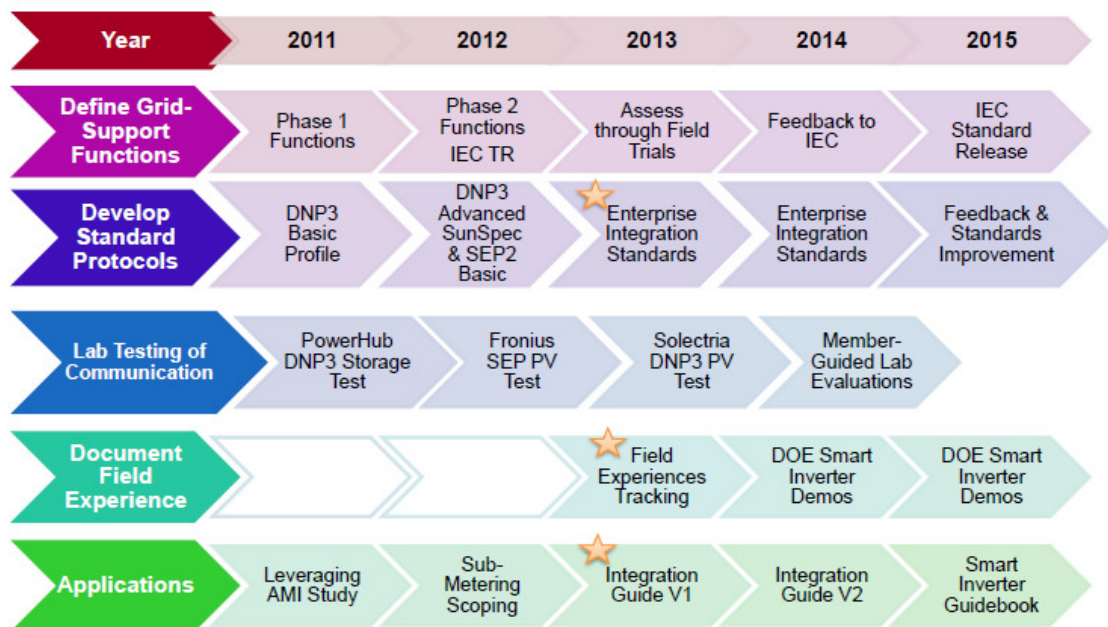 Year
2011
2012
2013
2014
2015
Define Grid-
Support
Functions
Phase 1
Functions
Phase 2
Functions
IEC TR
Assess
through Field
Trials
Feedback to
IEC
IEC
Standard
Release
Develop
Standard
Protocols
DNP3
Basic
Profile
DNP3
Advanced
SunSpec
& SEP2
Basic
Enterprise
Integration
Standards
Enterprise
Integration
Standards
Feedback &
Standards
Improvement
Lab Testing of
Communication
PowerHub
DNP3 Storage
Test
Fronius
SEP PV
Test
Solectria
DNP3 PV
Test
Member-
Guided Lab
Evaluations
Document
Field
Experience
Field
Experiences
Tracking
DOE Smart
Inverter
Demos
DOE Smart
Inverter
Demos
Applications
Leveraging
AMI Study
Sub-
Metering
Scoping
Integration
Guide V1
Integration
Guide V2
Smart
Inverter
Guidebook